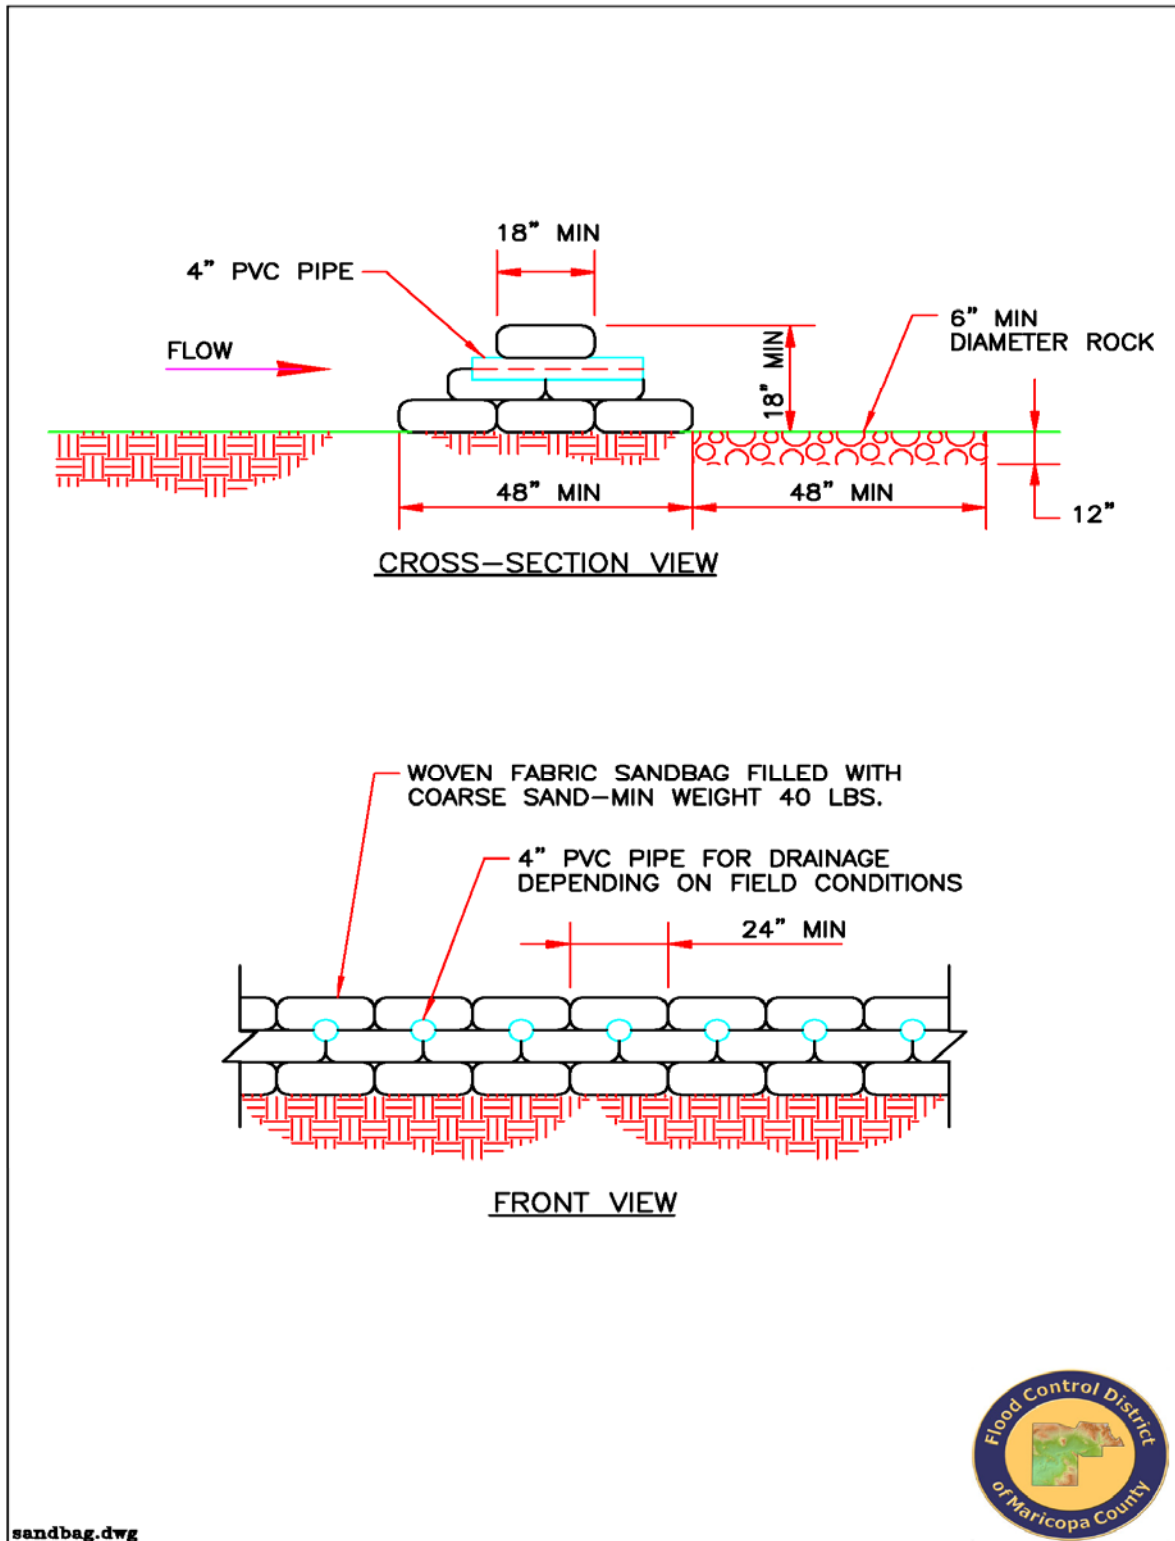 18” MIN
4” PVC PIPE
FLOW
18” MIN
6” MIN
DIAMETER ROCK
48” MIN
48” MIN
12”
CROSS-SECTION VIEW
WOVEN FABRIC SANDBAG FILLED WITH
COARSE SAND-MIN WEIGHT 40 LBS.
4” PVC PIPE FOR DRAINAGE
DEPENDING ON FIELD CONDITIONS
24” MIN
FRONT VIEW
Flood Control District
of Maricopa County
sandbag.dwg